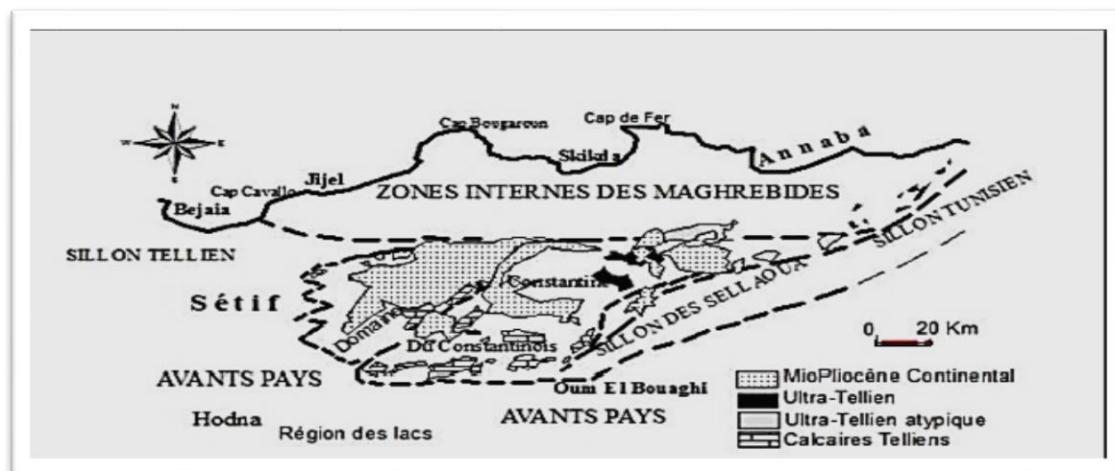 N
W
E
S
Cap de Fer
Cap Bougaroun
Annaba
Skikda
Jijel
Cap Cavallo
ZONES INTERNES DES MAGHREBIDES
Bejaia
SILLON TUNISIEN
SILLON TELLIEN
SILLON DES SELLAOUA
Constantine
Sétif
Domaine
Du Constantinois
0 20 Km
AVANTS PAYS
Oum El Bouaghi
MioPliocène Continental
Ultra-Tellien
Hodna
AVANTS PAYS
Ultra-Tellien atypique
Région des lacs
Calcaires Telliens